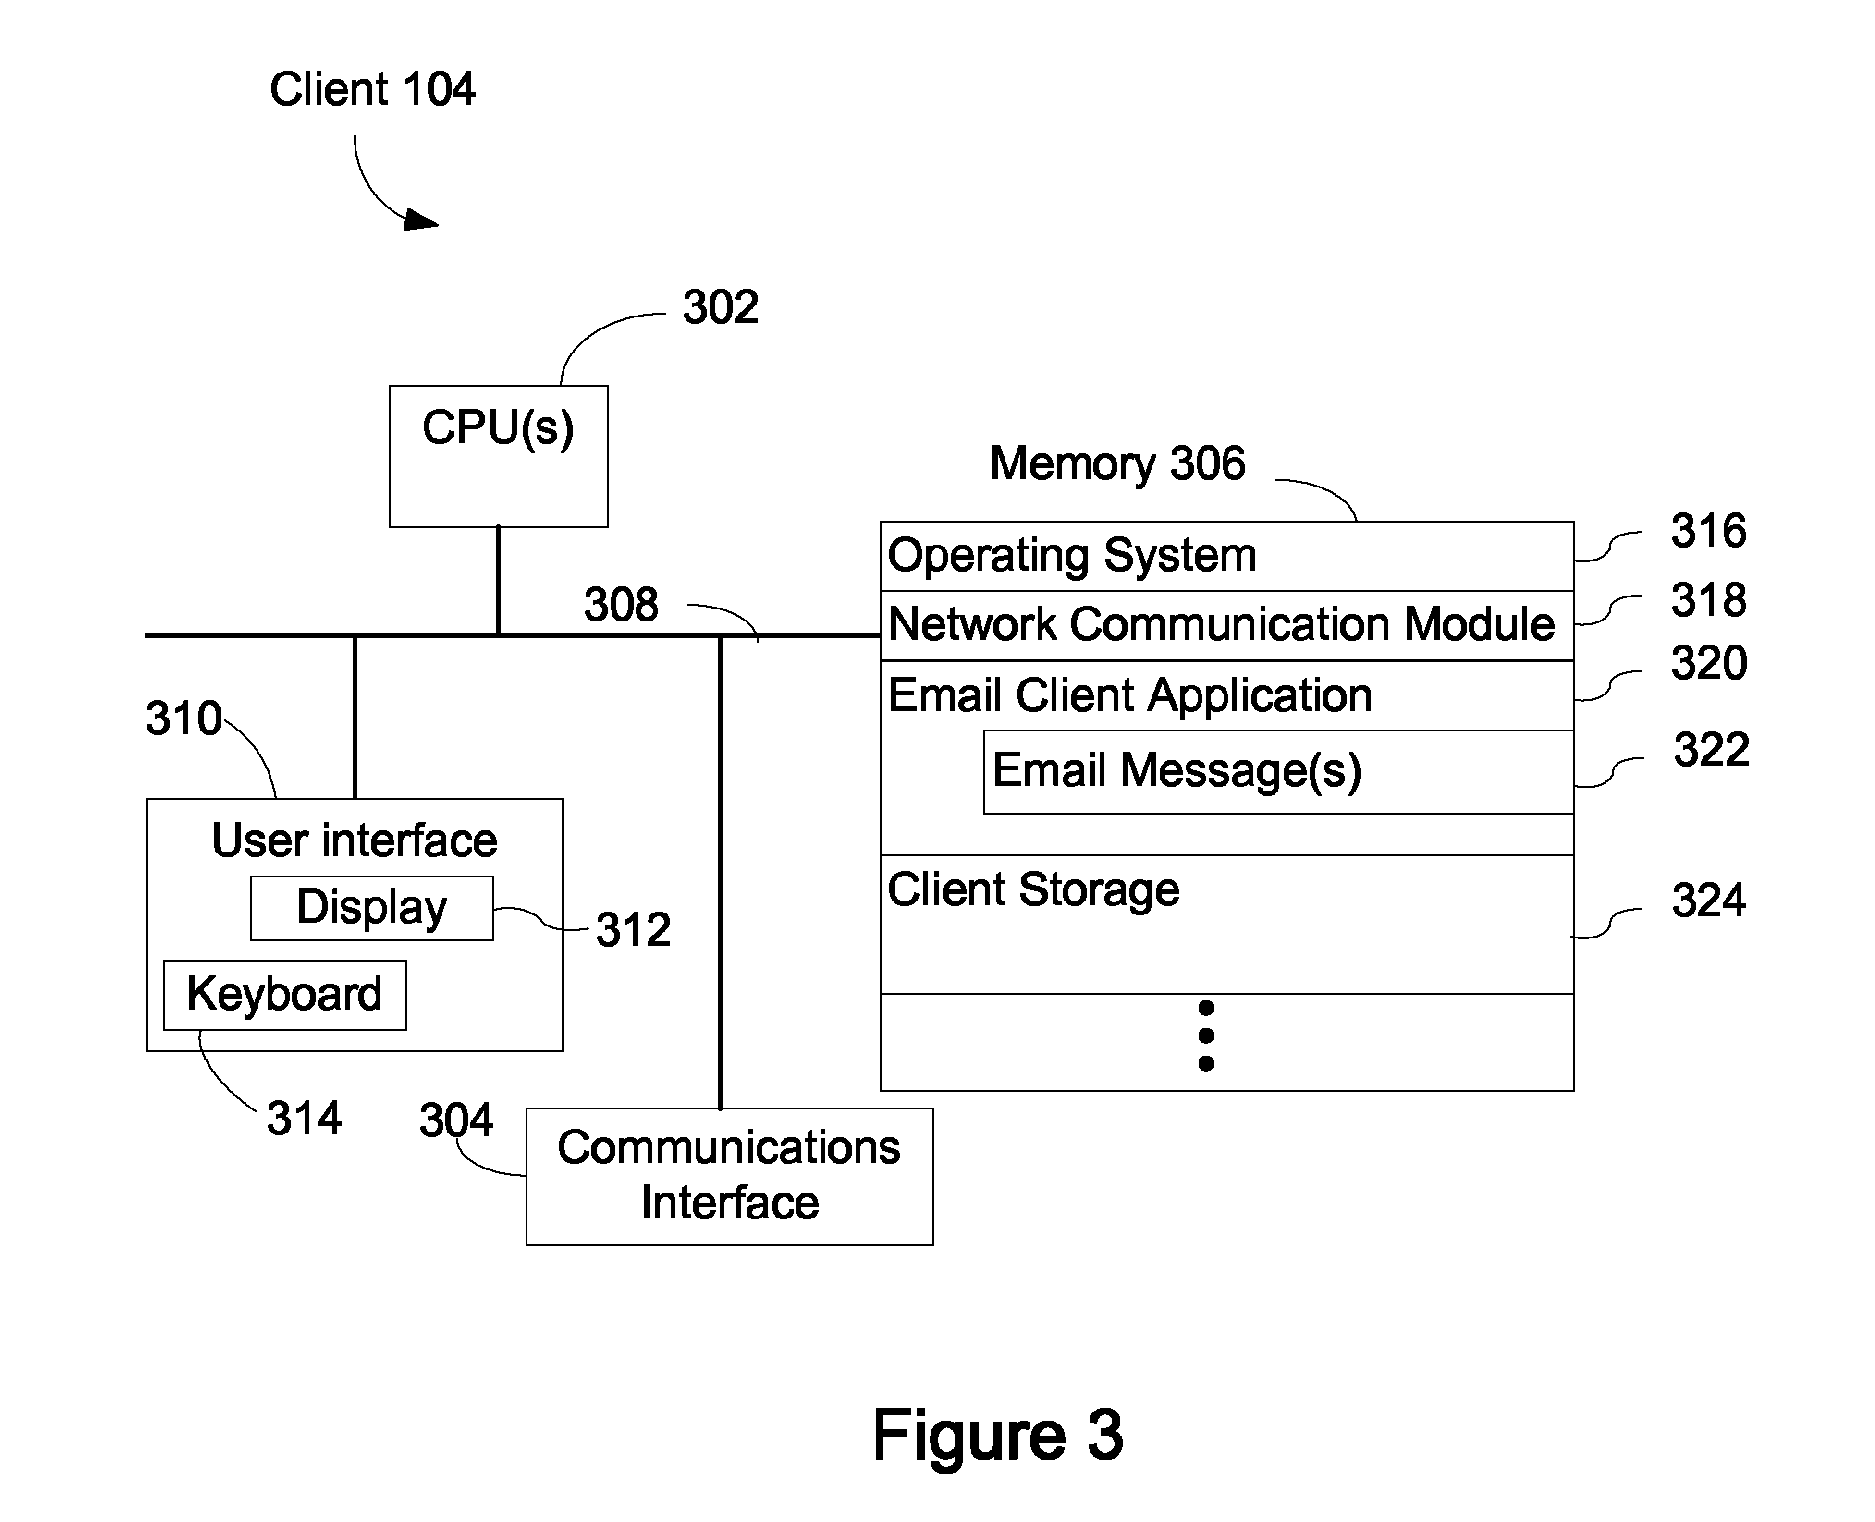 Client 104
302
CPU(s)
Memory 306
Operating System
316
308
Network Communication Module
318
Email Client Application
320
310
Email Message(s)
322
User interface
Client Storage
324
Display
312
Keyboard
314
304
Communications
Interface
Figure 3